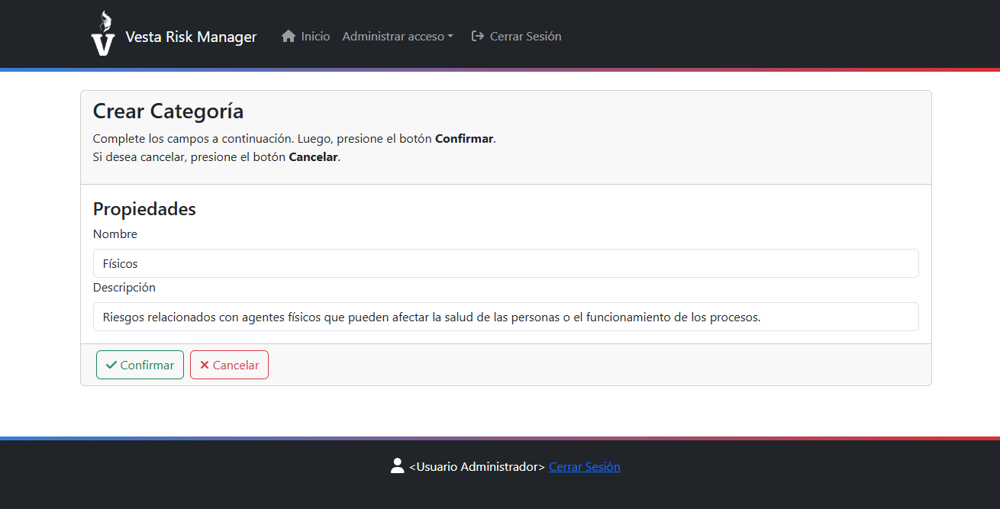 V Vesta Risk Manager Inicio Administrar acceso Cerrar Sesión
Crear Categoría
Complete los campos a continuación. Luego, presione el botón Confirmar.
Si desea cancelar, presione el botón Cancelar.
Propiedades
Nombre
Físicos
Descripción
Riesgos relacionados con agentes físicos que pueden afectar la salud de las personas o el funcionamiento de los procesos.
Confirmar Cancelar
<Usuario Administrador> Cerrar Sesión